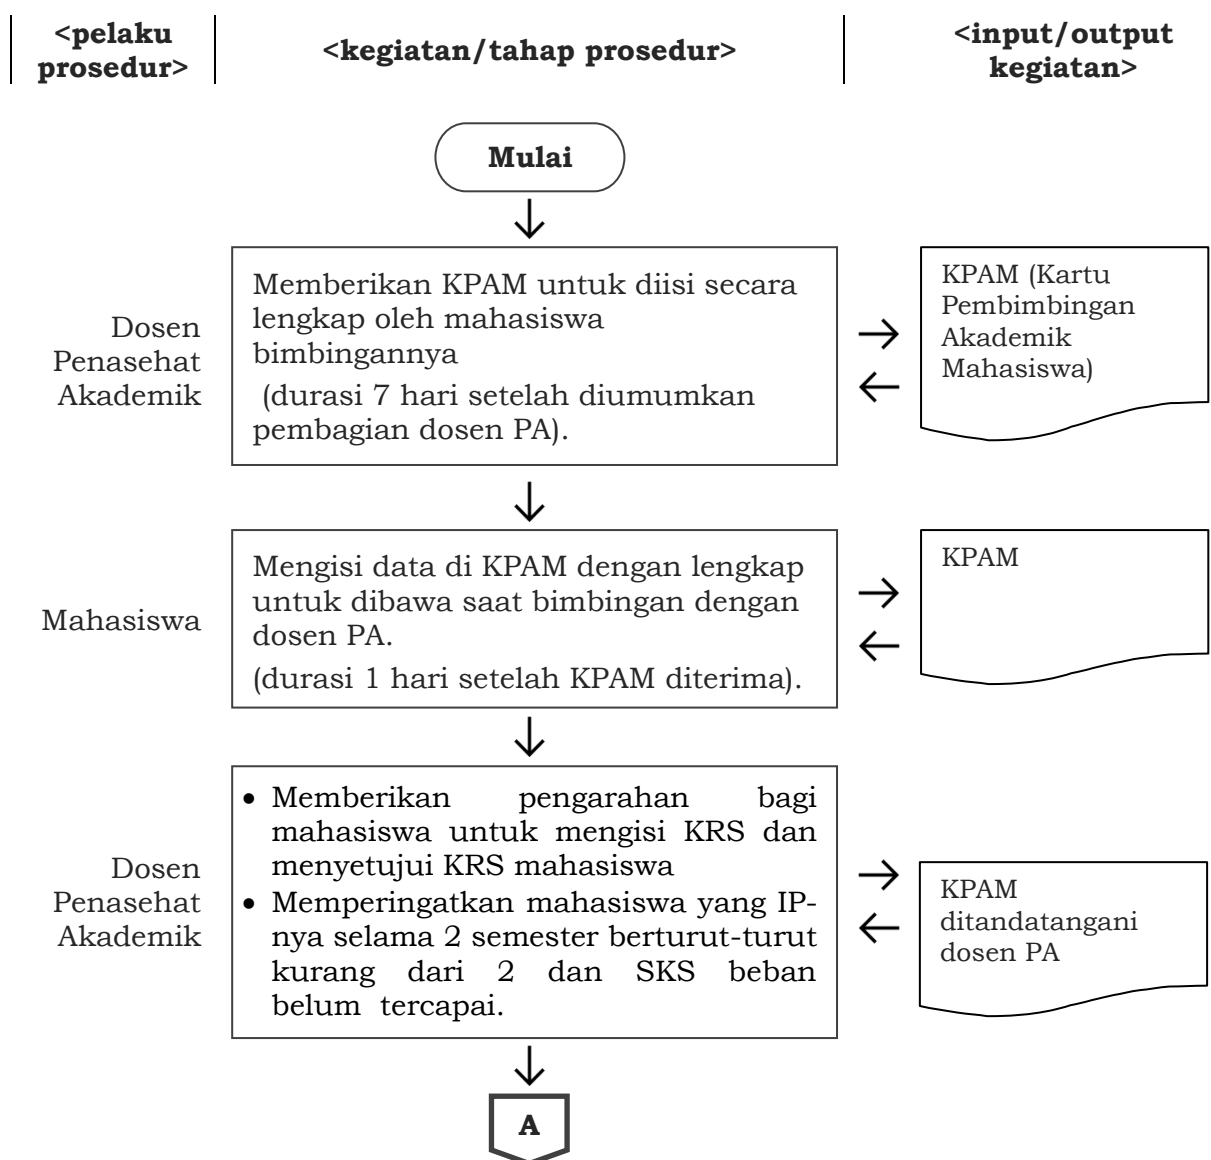 <pelaku
prosedur>
<kegiatan/tahap prosedur>
<input/output
kegiatan>
Mulai
Dosen
Penasehat
Akademik
Memberikan KPAM untuk diisi secara
lengkap oleh mahasiswa
bimbingannya
(durasi 7 hari setelah diumumkan
pembagian dosen PA).
KPAM (Kartu
Pembimbingan
Akademik
Mahasiswa)
Mahasiswa
Mengisi data di KPAM dengan lengkap
untuk dibawa saat bimbingan dengan
dosen PA.
(durasi 1 hari setelah KPAM diterima).
KPAM
Dosen
Penasehat
Akademik
• Memberikan pengarahan bagi
mahasiswa untuk mengisi KRS dan
menyetujui KRS mahasiswa
• Memperingatkan mahasiswa yang IP-
nya selama 2 semester berturut-turut
kurang dari 2 dan SKS beban
belum tercapai.
KPAM
ditandatangani
dosen PA
A